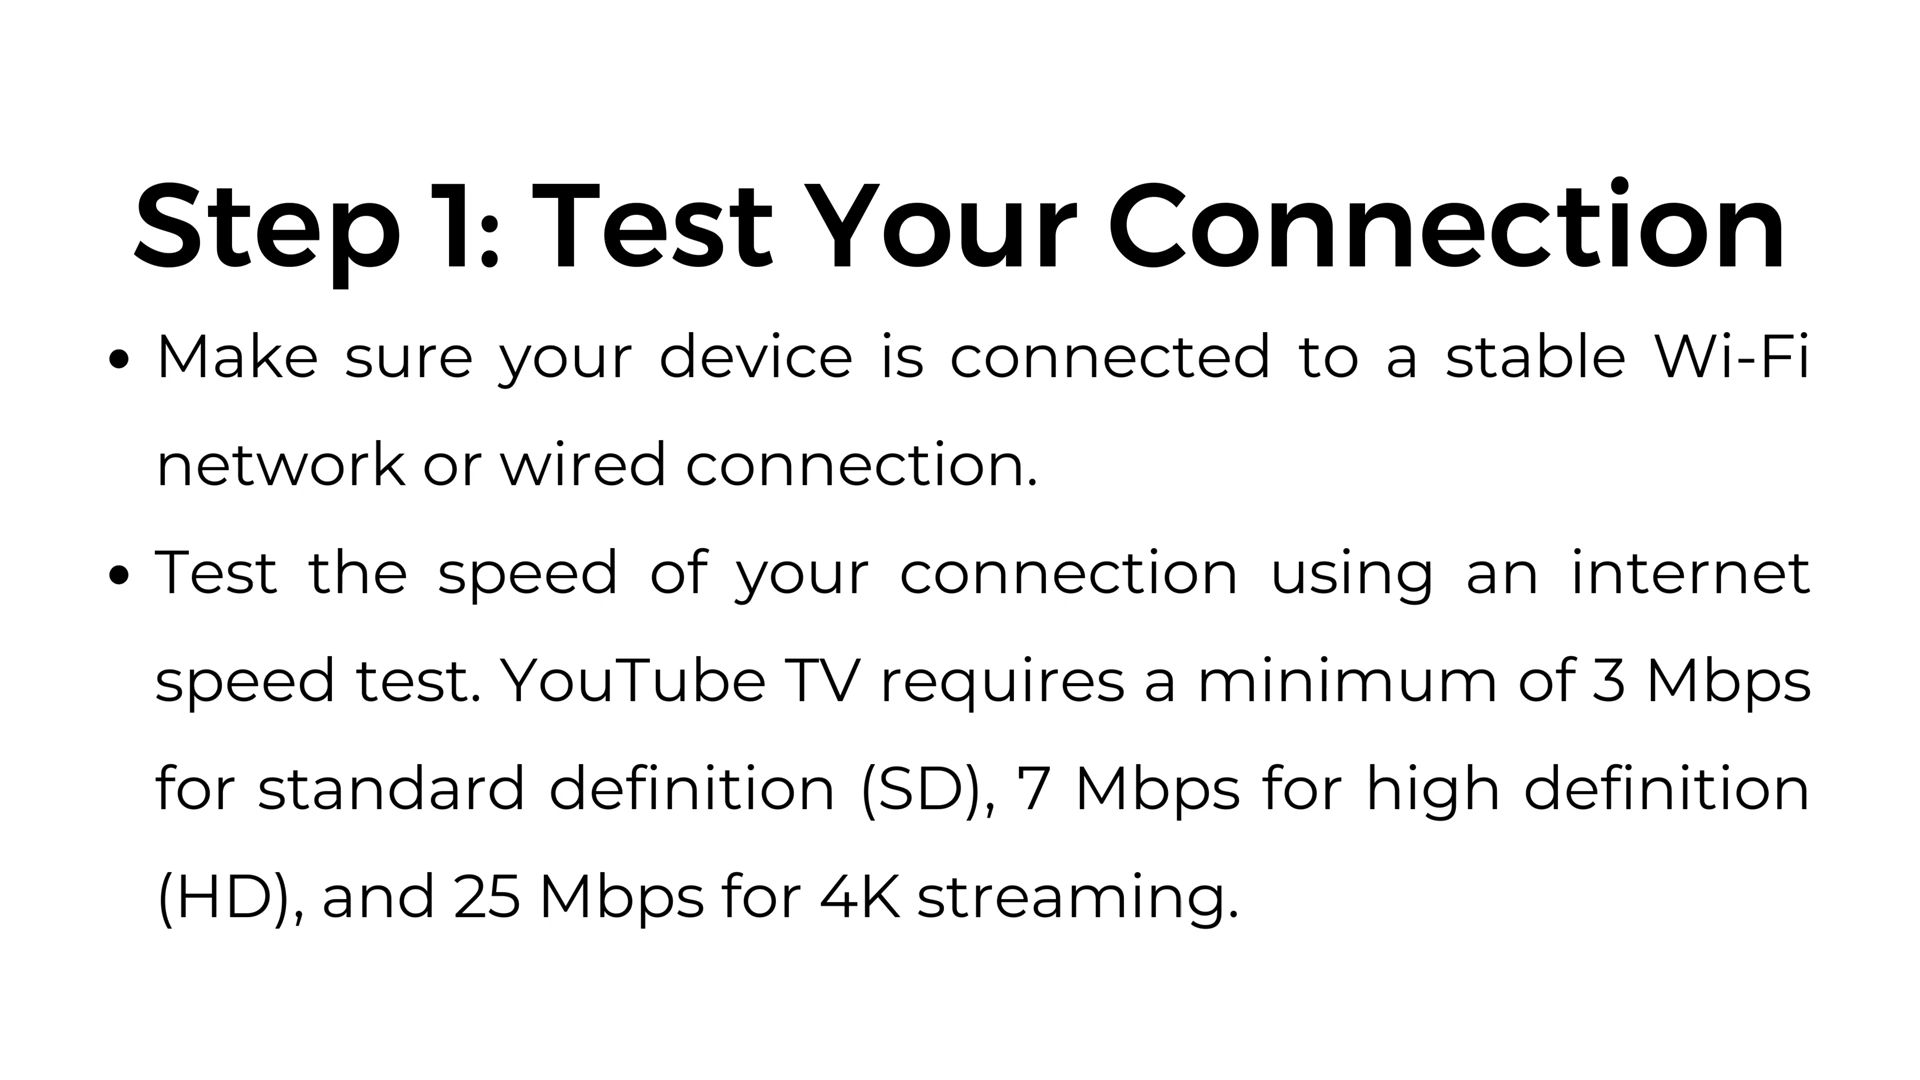 Step 1: Test Your Connection
• Make sure your device is connected to a stable Wi-Fi
network or wired connection.
• Test the speed of your connection using an internet
speed test. YouTube TV requires a minimum of 3 Mbps
for standard definition (SD), 7 Mbps for high definition
(HD), and 25 Mbps for 4K streaming.